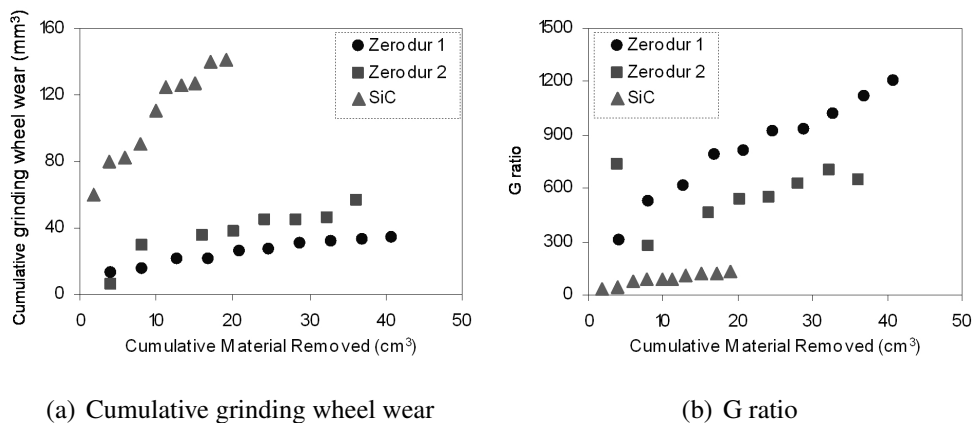 160
120
80
40
0
Cumulative grinding wheel wear (mm³)
Zerodur 1
Zerodur 2
SiC
0 10 20 30 40 50
Cumulative Material Removed (cm³)
1500
1200
900
600
300
0
G ratio
Zerodur 1
Zerodur 2
SiC
0 10 20 30 40 50
Cumulative Material Removed (cm³)
(a) Cumulative grinding wheel wear
(b) G ratio